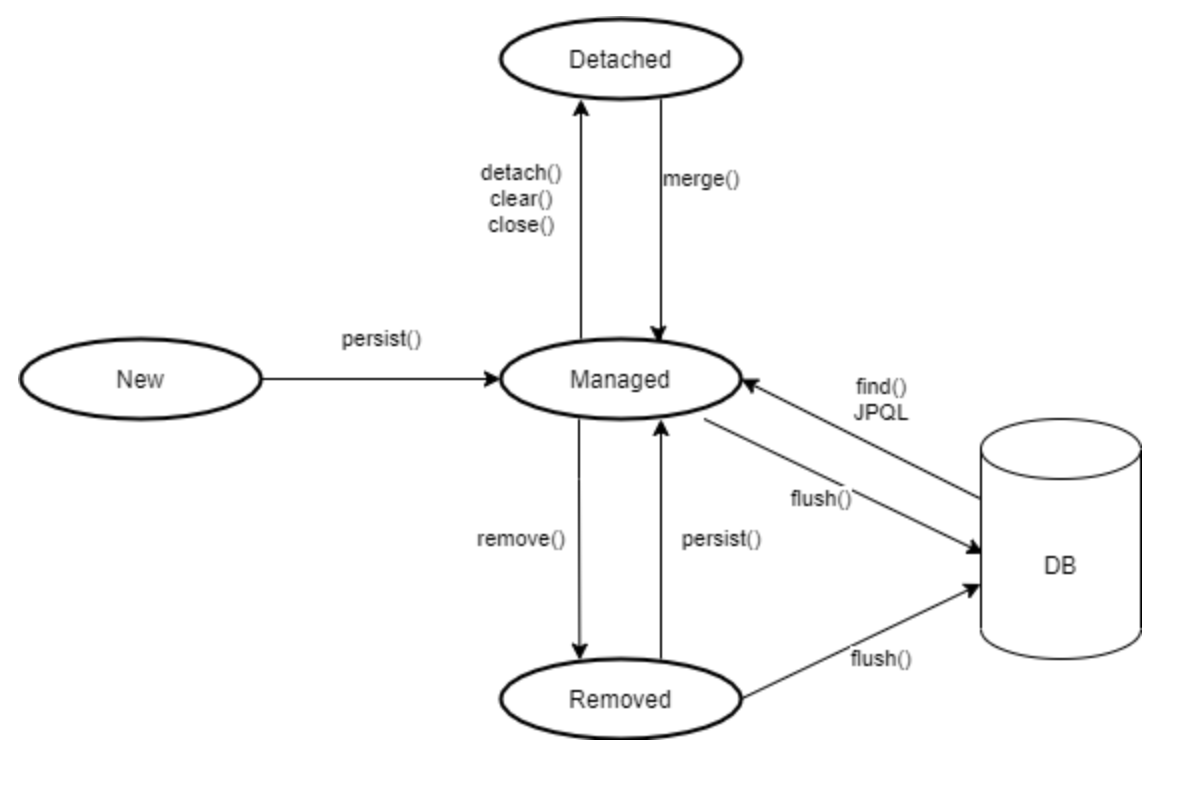 Detached
detach()
clear()
close()
merge()
persist()
New
Managed
find()
JPQL
flush()
remove()
persist()
DB
flush()
Removed